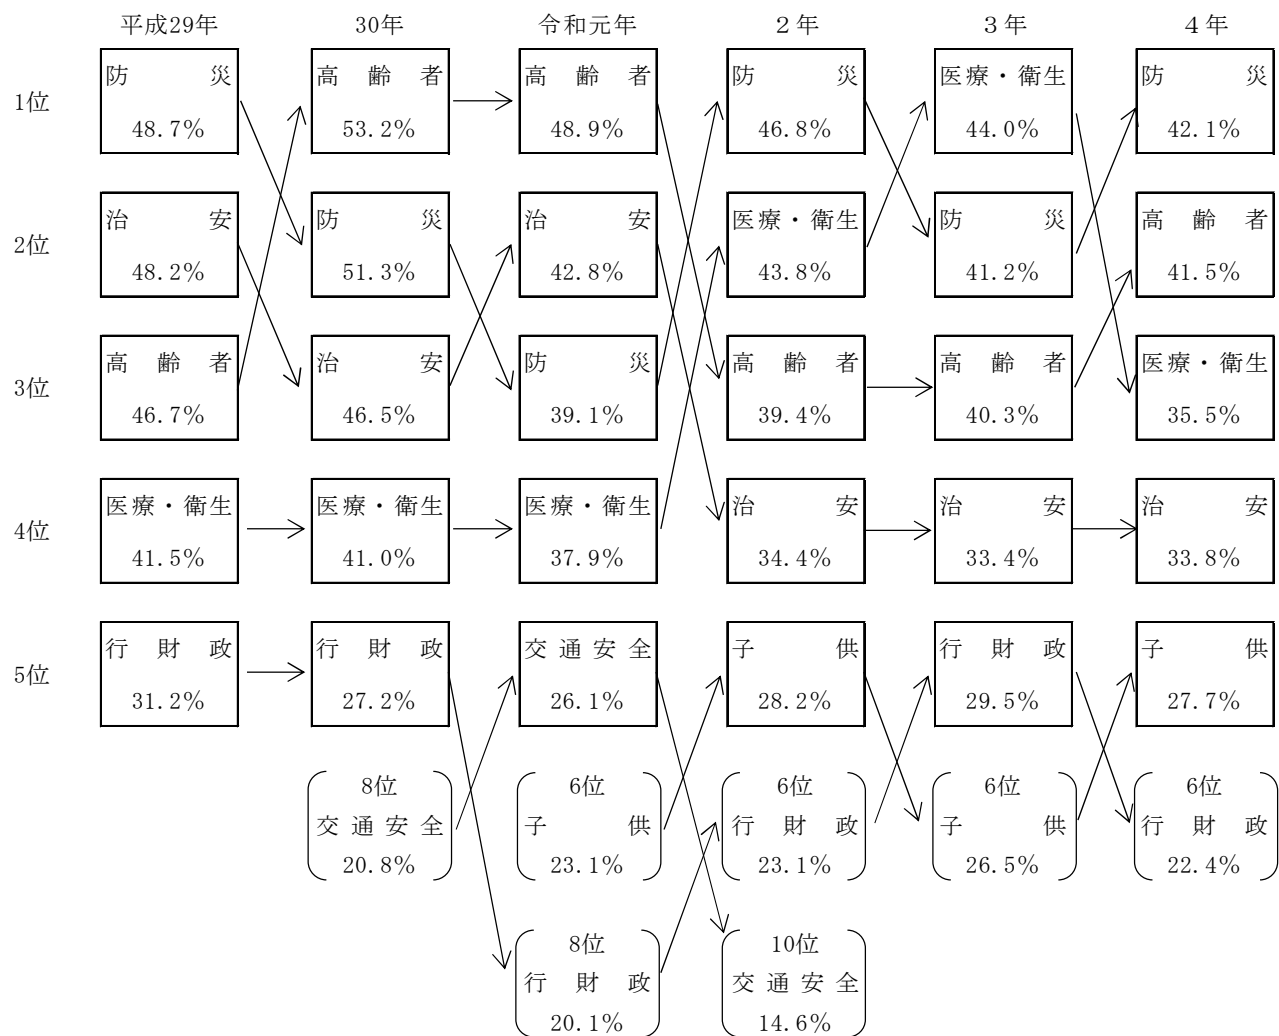 平成29年 30年 令和元年 ２年 ３年 ４年
1位
防災 高齢者 高齢者 防災 医療・衛生 防災
48.7% 53.2% 48.9% 46.8% 44.0% 42.1%
2位
治安 防災 治安 医療・衛生 防災 高齢者
48.2% 51.3% 42.8% 43.8% 41.2% 41.5%
3位
高齢者 治安 防災 高齢者 高齢者 医療・衛生
46.7% 46.5% 39.1% 39.4% 40.3% 35.5%
4位
医療・衛生 医療・衛生 医療・衛生 治安 治安 治安
41.5% 41.0% 37.9% 34.4% 33.4% 33.8%
5位
行財政 行財政 交通安全 子供 行財政 子供
31.2% 27.2% 26.1% 28.2% 29.5% 27.7%
8位 6位 6位 6位 6位
交通安全 子供 行財政 子供 行財政
20.8% 23.1% 23.1% 26.5% 22.4%
8位 10位
行財政 交通安全
20.1% 14.6%